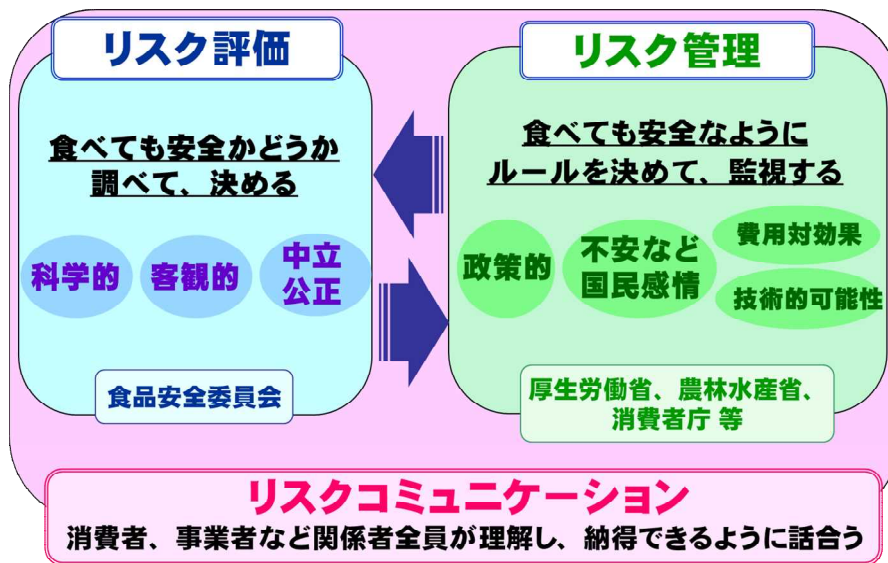 リスク評価
食べても安全かどうか
調べて、決める
科学的
客観的
中立
公正
食品安全委員会
リスク管理
食べても安全なように
ルールを決めて、監視する
政策的
不安など
国民感情
費用対効果
技術的可能性
厚生労働省、農林水産省、
消費者庁 等
リスクコミュニケーション
消費者、事業者など関係者全員が理解し、納得できるように話合う